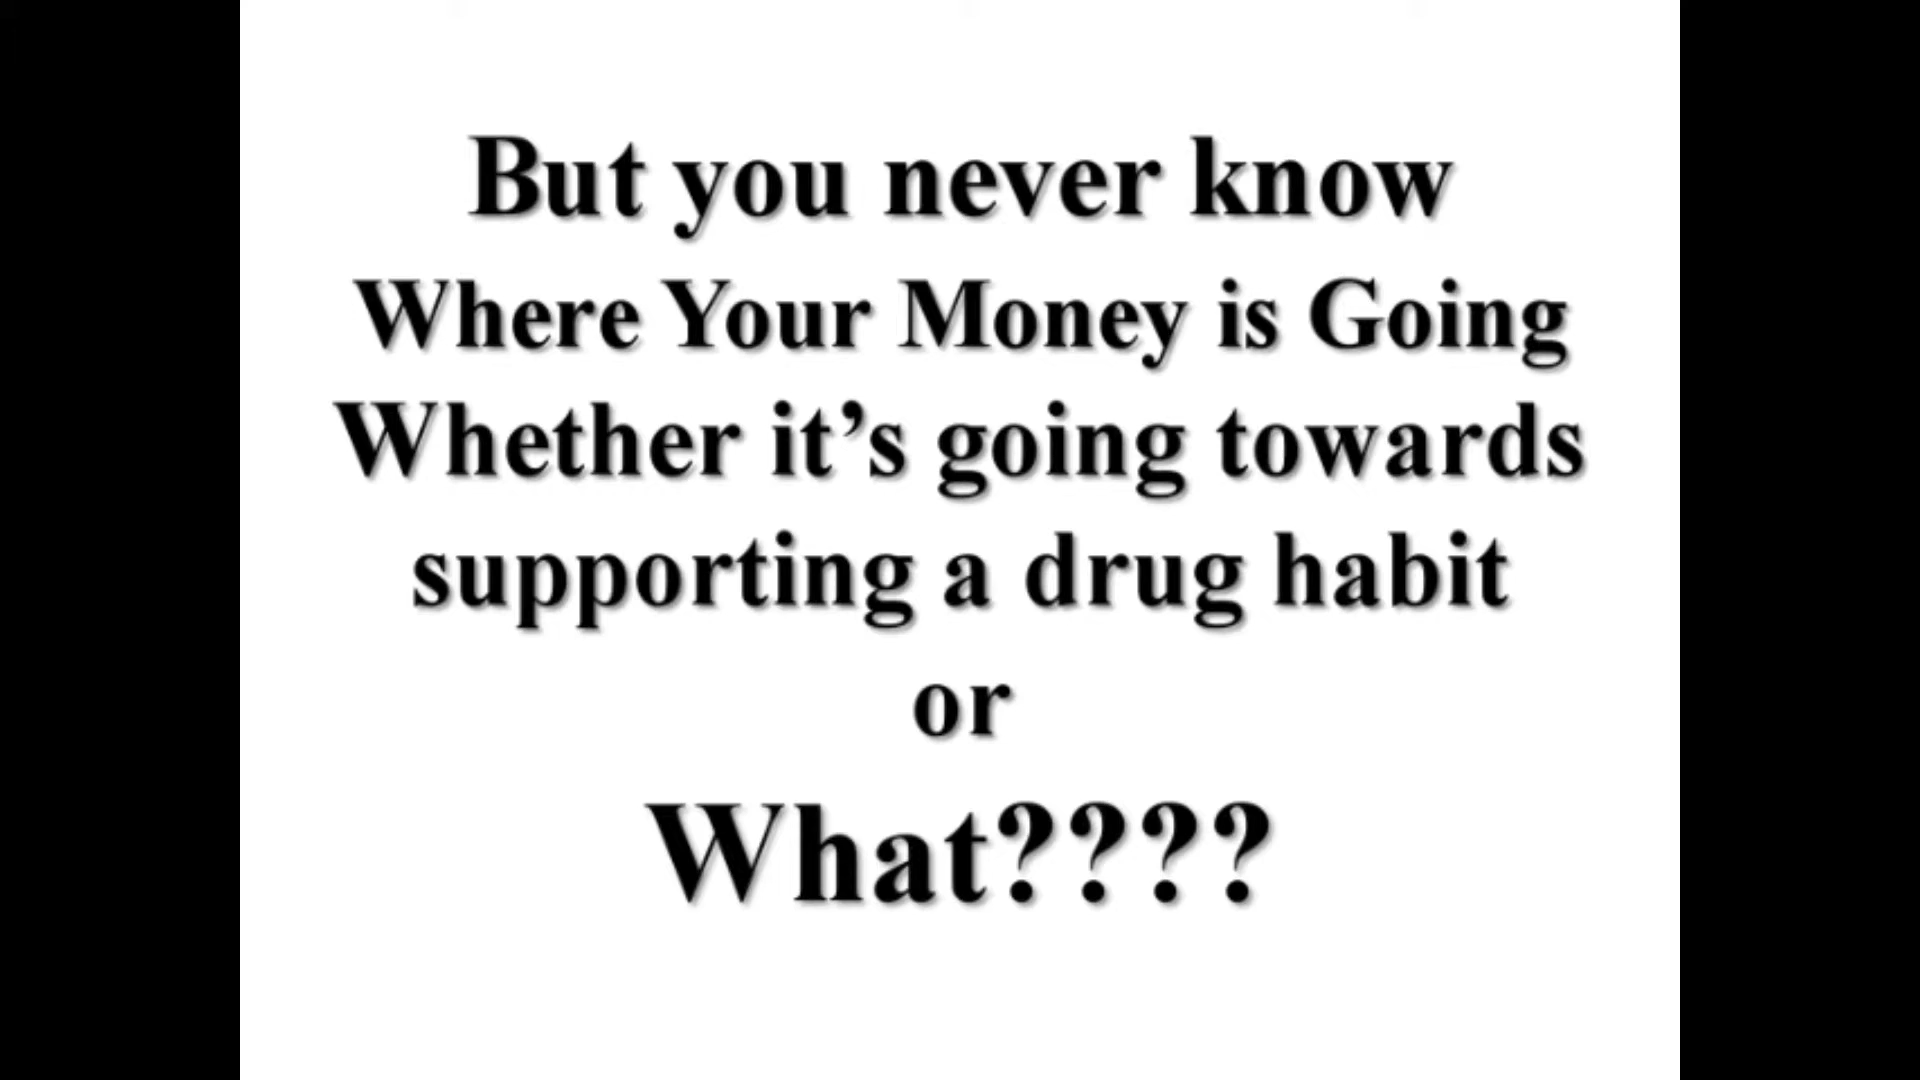 But you never know
Where Your Money is Going
Whether it’s going towards
supporting a drug habit
or
What????